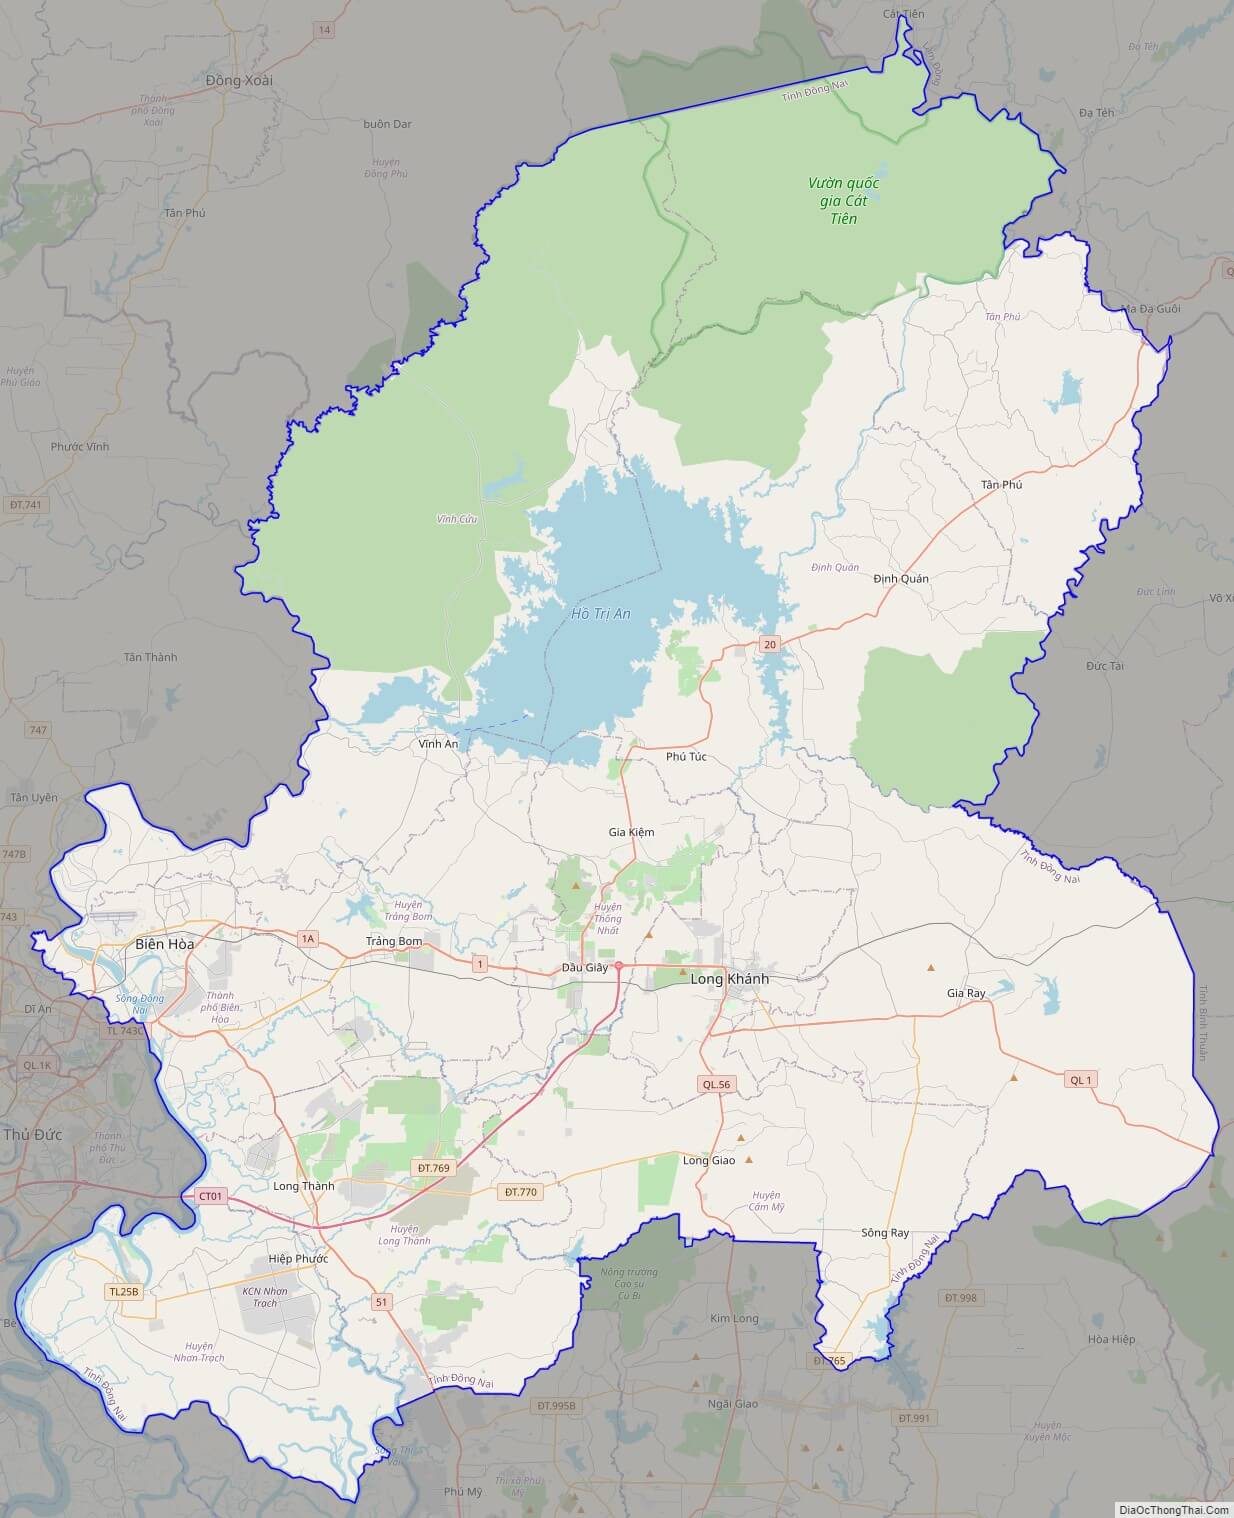 Cát Tiên
14
Đồng Xoài
Đạ Tẻh
Lâm Đồng
Tỉnh Đồng Nai
Thành
phố Đồng
Xoài
buôn Dar
Đạ Tẻh
Huyện
Đồng Phú
Vườn quốc
gia Cát
Tiên
Tân Phú
Ma Đa Guôi
Tân Phú
Huyện
Phú Giáo
Phước Vĩnh
Tân Phú
ĐT.741
Vĩnh Cửu
Định Quán
Định Quán
Đức Linh
Võ X
Hồ Trị An
20
Tân Thành
Đức Tài
747
Vĩnh An
Phú Túc
Tân Uyên
Gia Kiệm
747B
Tỉnh Đồng Nai
743
Huyện
Trảng Bom
Huyện
Thống
Nhất
Biên Hòa
1A
Trảng Bom
1
Dầu Giây
Long Khánh
Gia Ray
Sông Đồng
Nai
Thành
phố Biên
Hòa
Dĩ An
TL 743C
Tỉnh Bình Thuận
QL.1K
QL.56
QL 1
Thủ Đức
Thành
phố Thủ
Đức
Long Giao
ĐT.769
Long Thành
CT01
ĐT.770
Huyện
Cẩm Mỹ
Huyện
Long Thành
Sông Ray
Tỉnh Đồng Nai
Hiệp Phước
Nông trường
Cao su
Cù Bị
TL25B
KCN Nhơn
Trạch
51
ĐT.998
Kim Long
Bè
Hòa Hiệp
Huyện
Nhơn Trạch
ĐT.765
Tỉnh Đồng Nai
Tỉnh Đồng Nai
ĐT.995B
Ngãi Giao
ĐT.991
Huyện
Xuyên Mộc
Sông Thị
Vải
Phú Mỹ
Thị xã Phú
Mỹ
DiaOcThongThai.Com